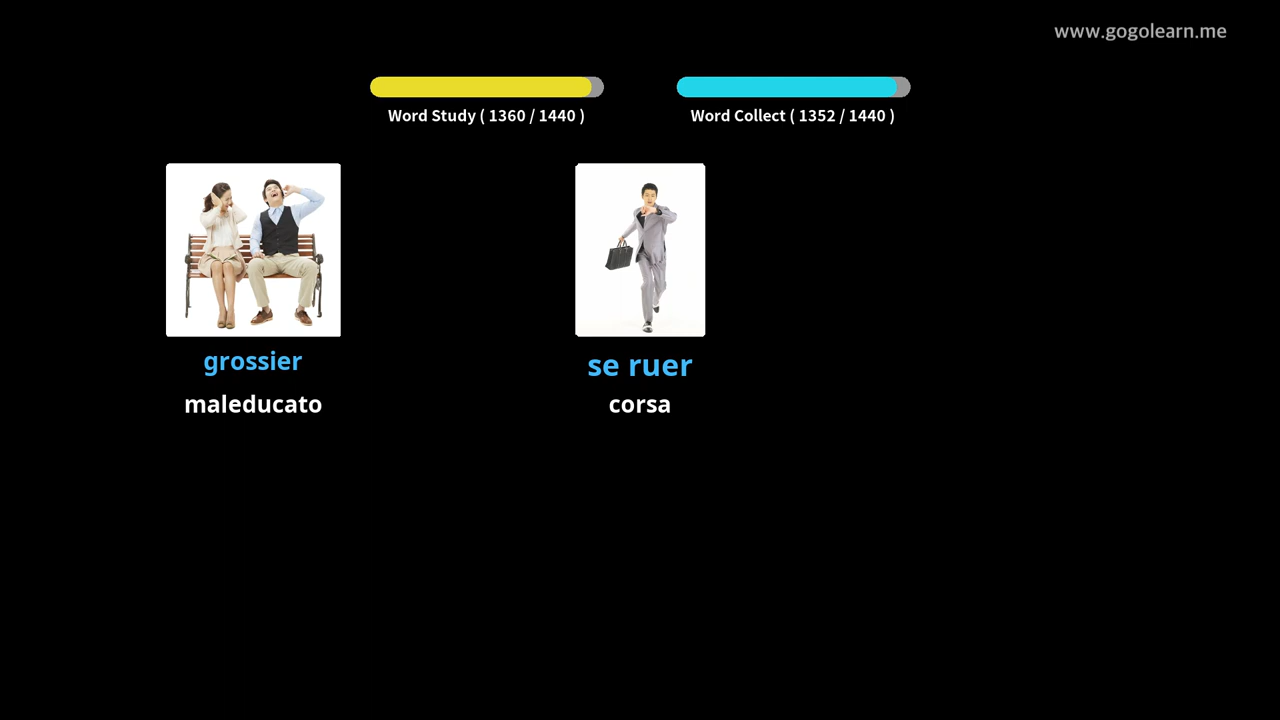 www.gogolearn.me
Word Study ( 1360 / 1440 )
Word Collect ( 1352 / 1440 )
grossier
maleducato
se ruer
corsa